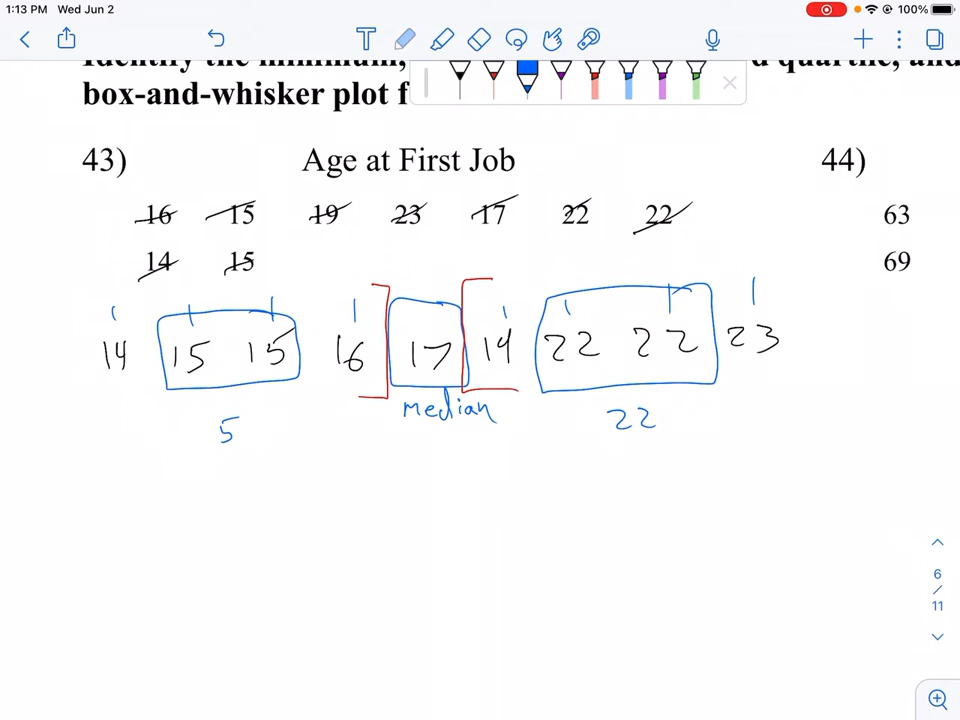 1:13 PM Wed Jun 2 100%
T
box-and-whisker plot f
43) Age at First Job 44)
16 15 19 23 17 22 22 63
14 15 69
14 15 15 16 17 19 22 22 23
5 median 22
6
/
11